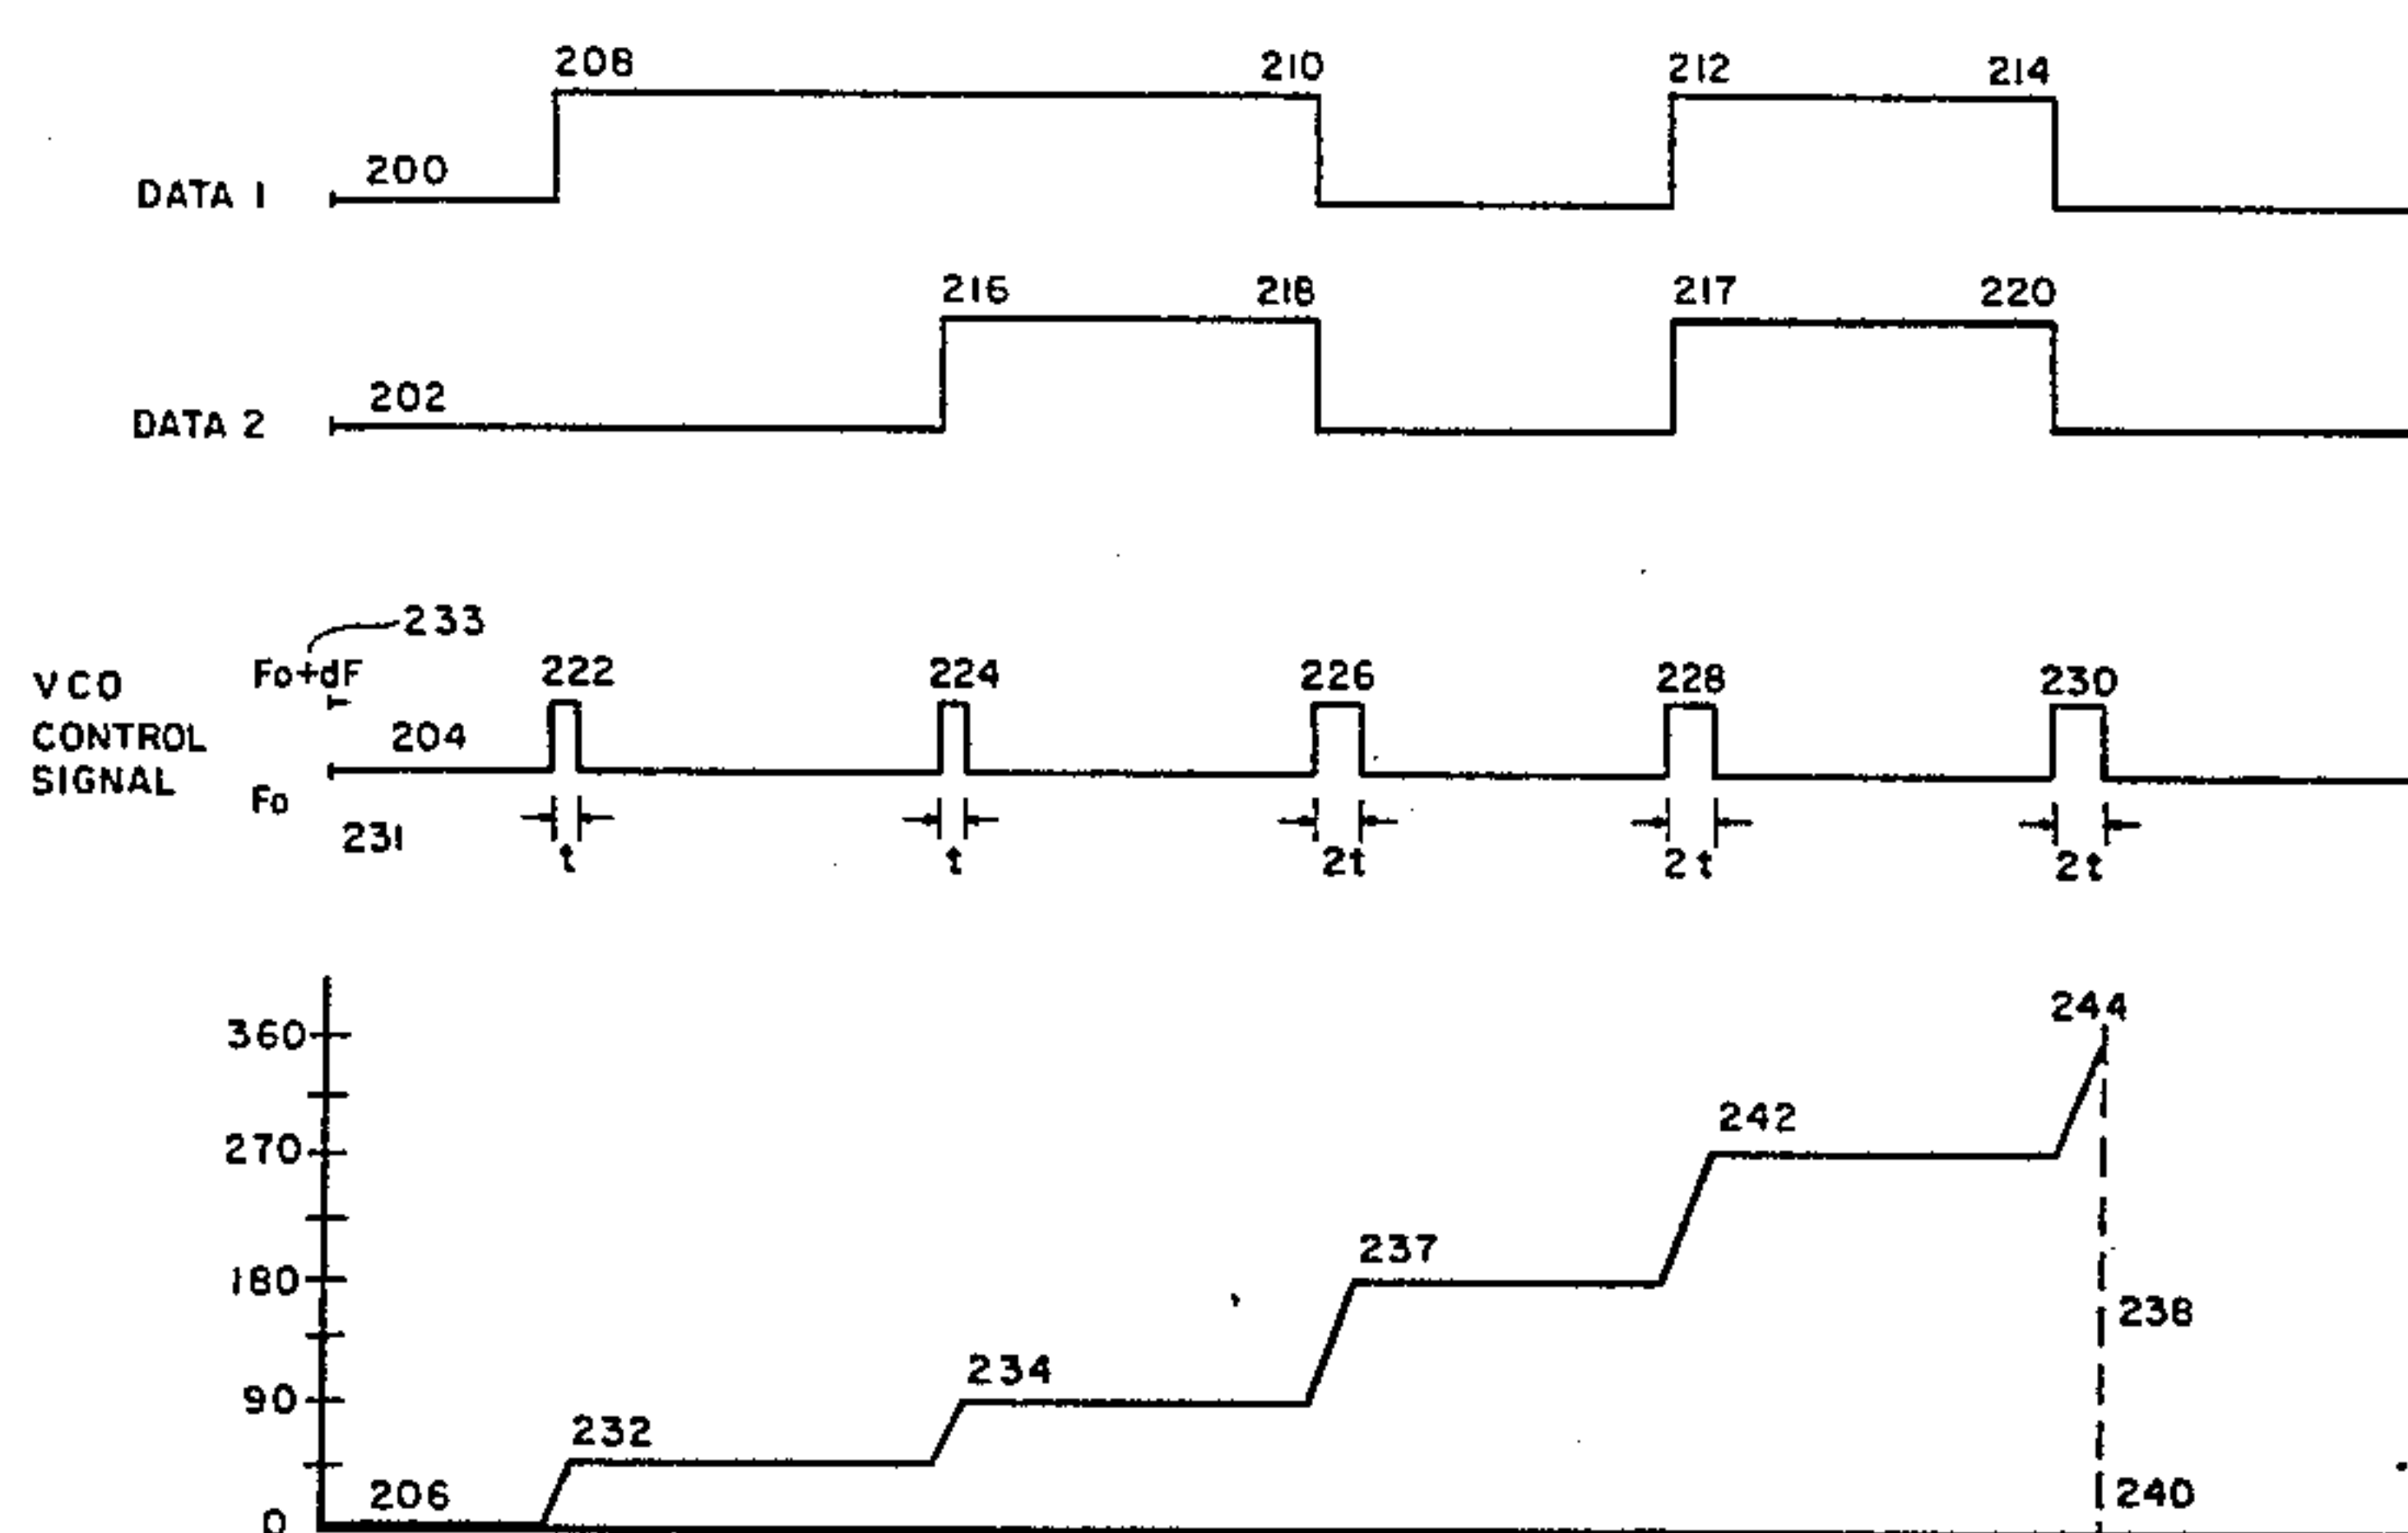 208 210 212 214
200
DATA 1
216 218 217 220
202
DATA 2
233
Fo+dF 222 224 226 228 230
VCO
CONTROL 204
SIGNAL
Fo
231 t t 2t 2t 2t
244
360
242
270
237
180
238
234
90
232
206 240
0